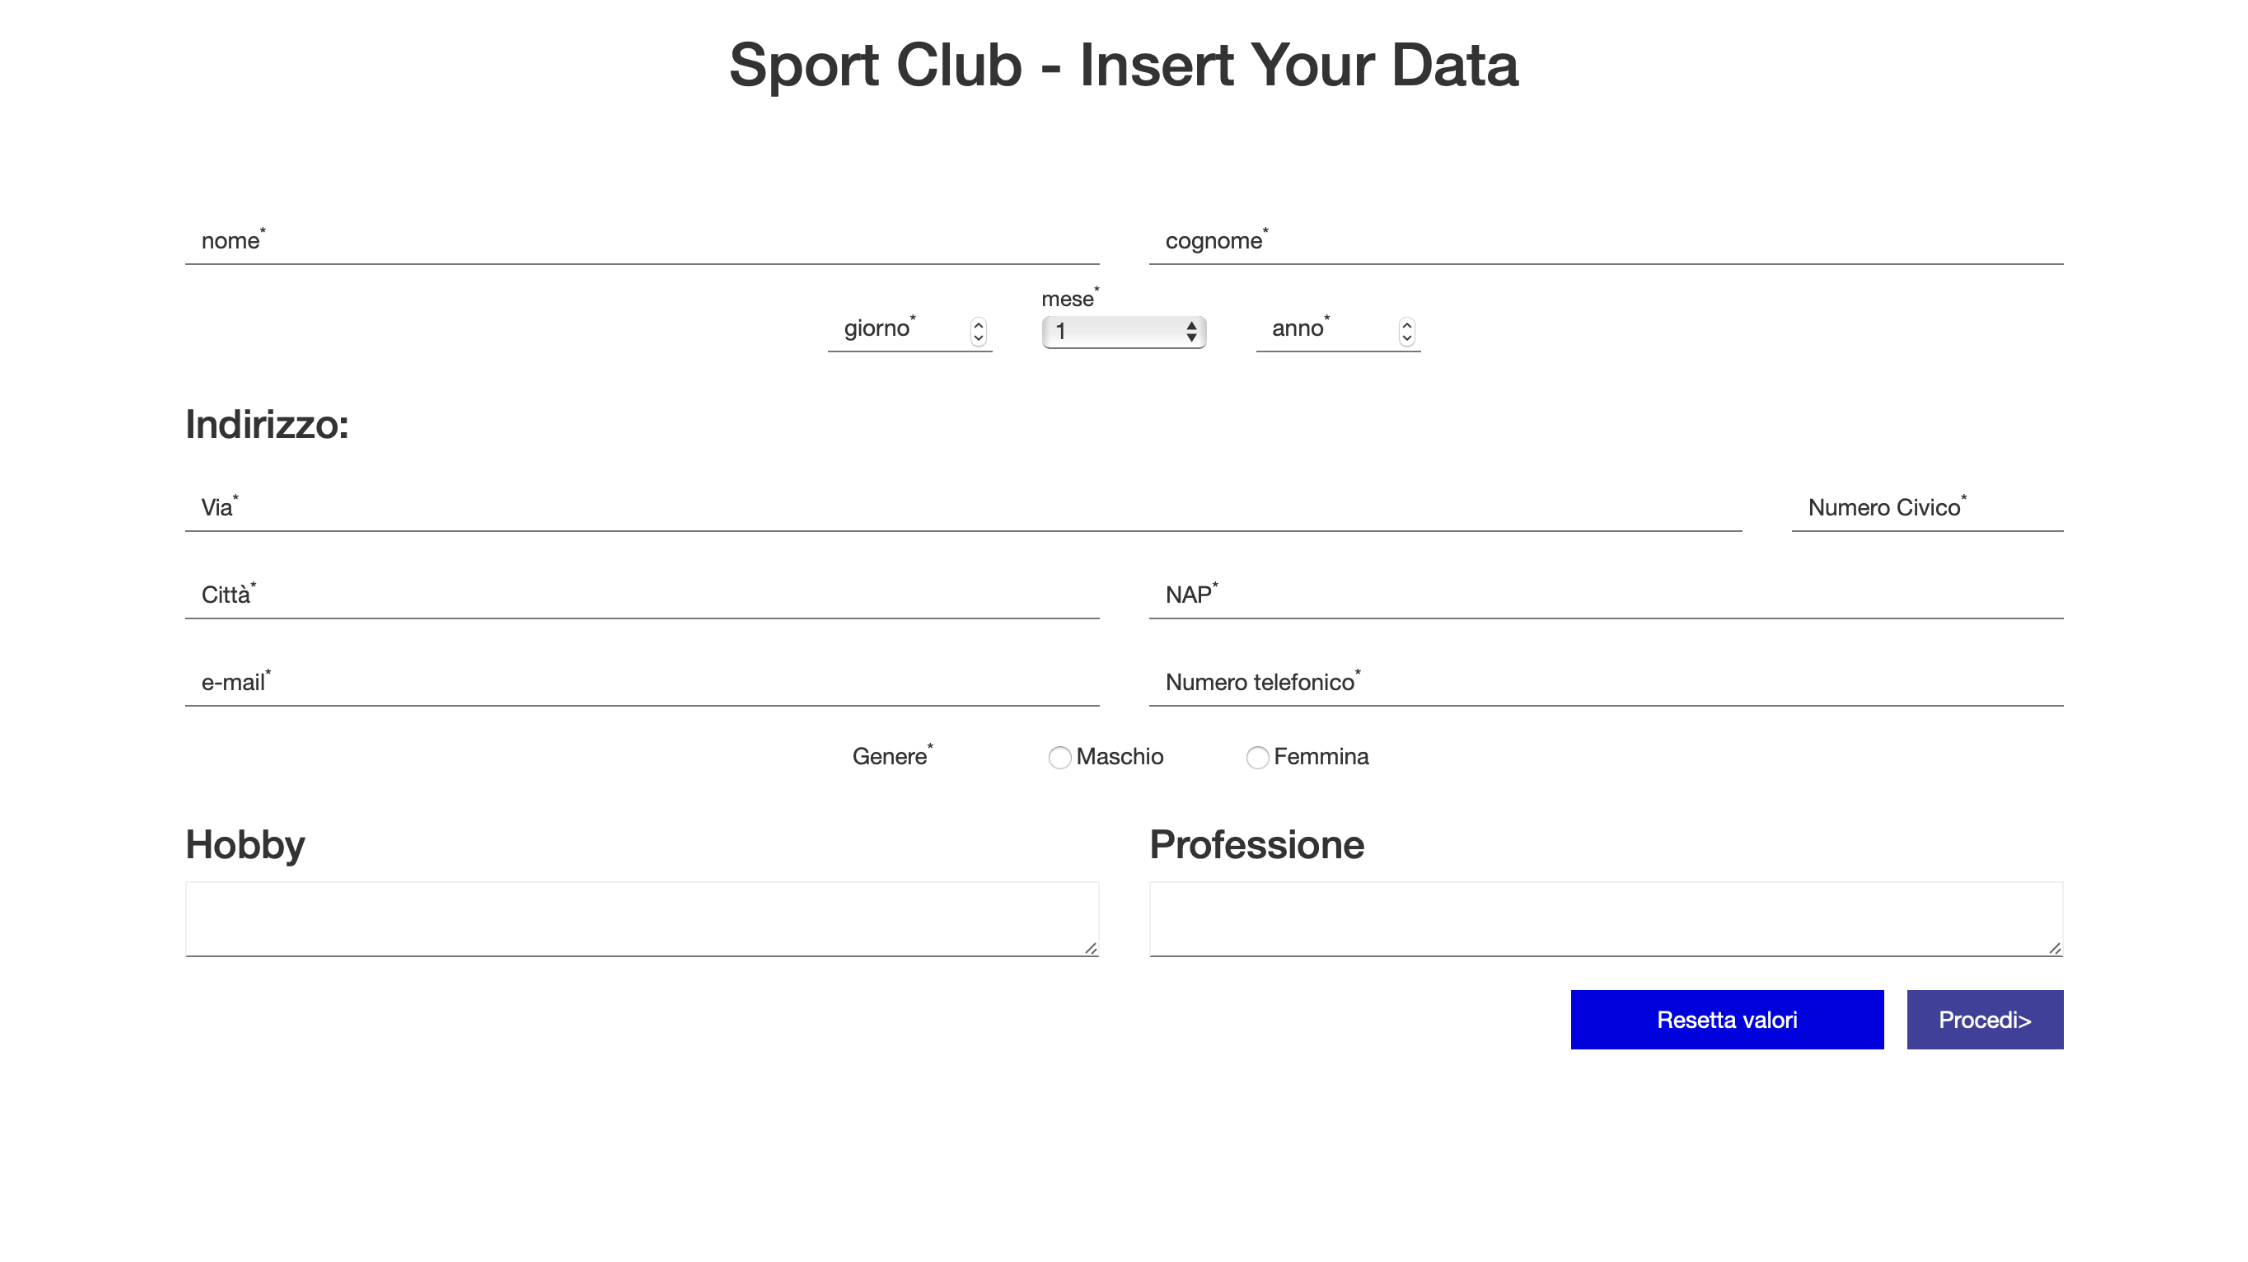 Sport Club - Insert Your Data
nome* cognome*
mese*
giorno* 1 anno*
Indirizzo:
Via* Numero Civico*
Città* NAP*
e-mail* Numero telefonico*
Genere* Maschio Femmina
Hobby Professione
Resetta valori Procedi>